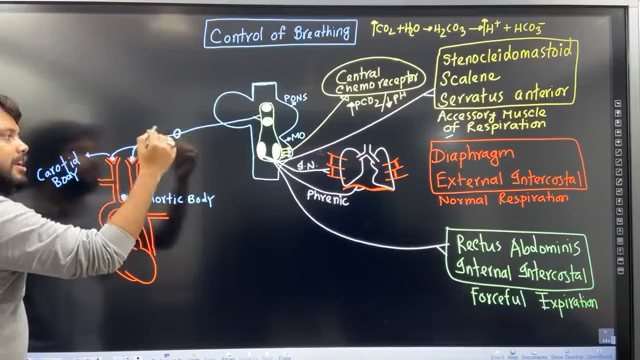 Control of Breathing
↑CO2 + H2O → H2CO3 → ↑H+ + HCO3-
Central
Chemoreceptor
↑PCO2/↓PH
Stenocleidomastoid
Scalene
Serratus anterior
Accessory Muscle
of Respiration
PONS
MO
Carotid
Body
Aortic Body
I.N.
Phrenic
Diaphragm
External Intercostal
Normal Respiration
Rectus Abdominis
Internal Intercostal
Forceful Expiration